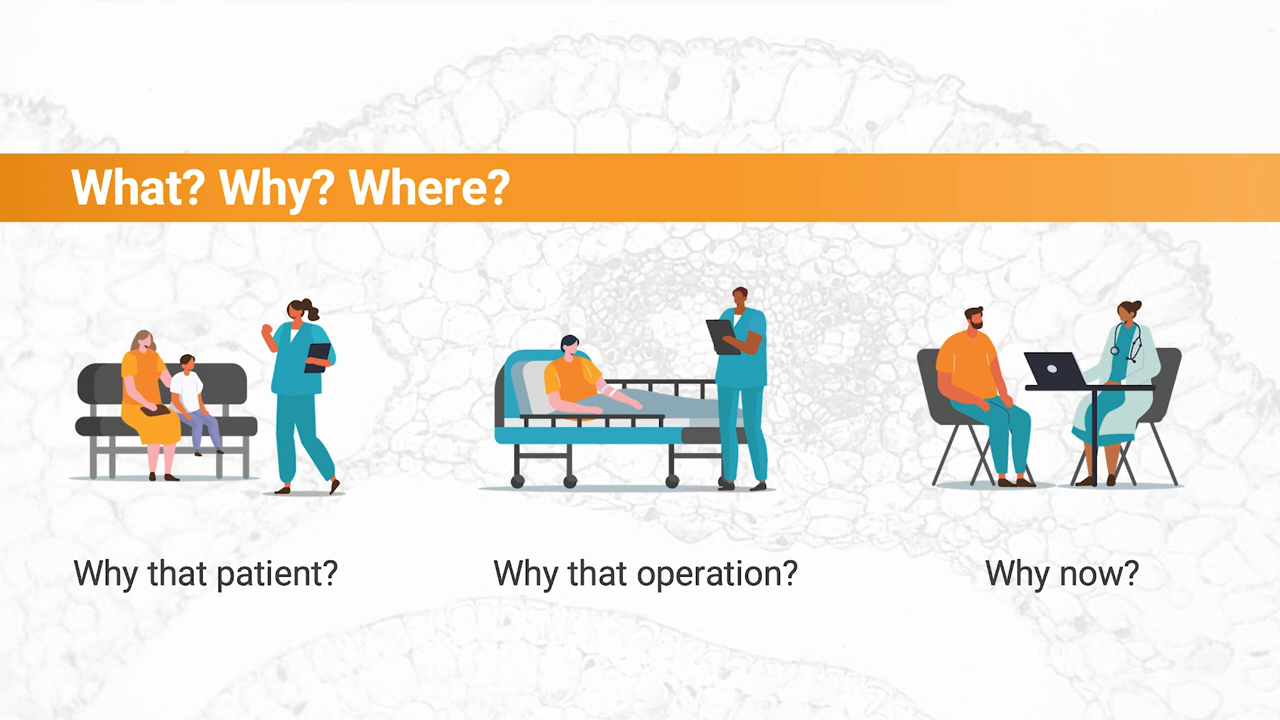 What? Why? Where?
Why that patient?
Why that operation?
Why now?